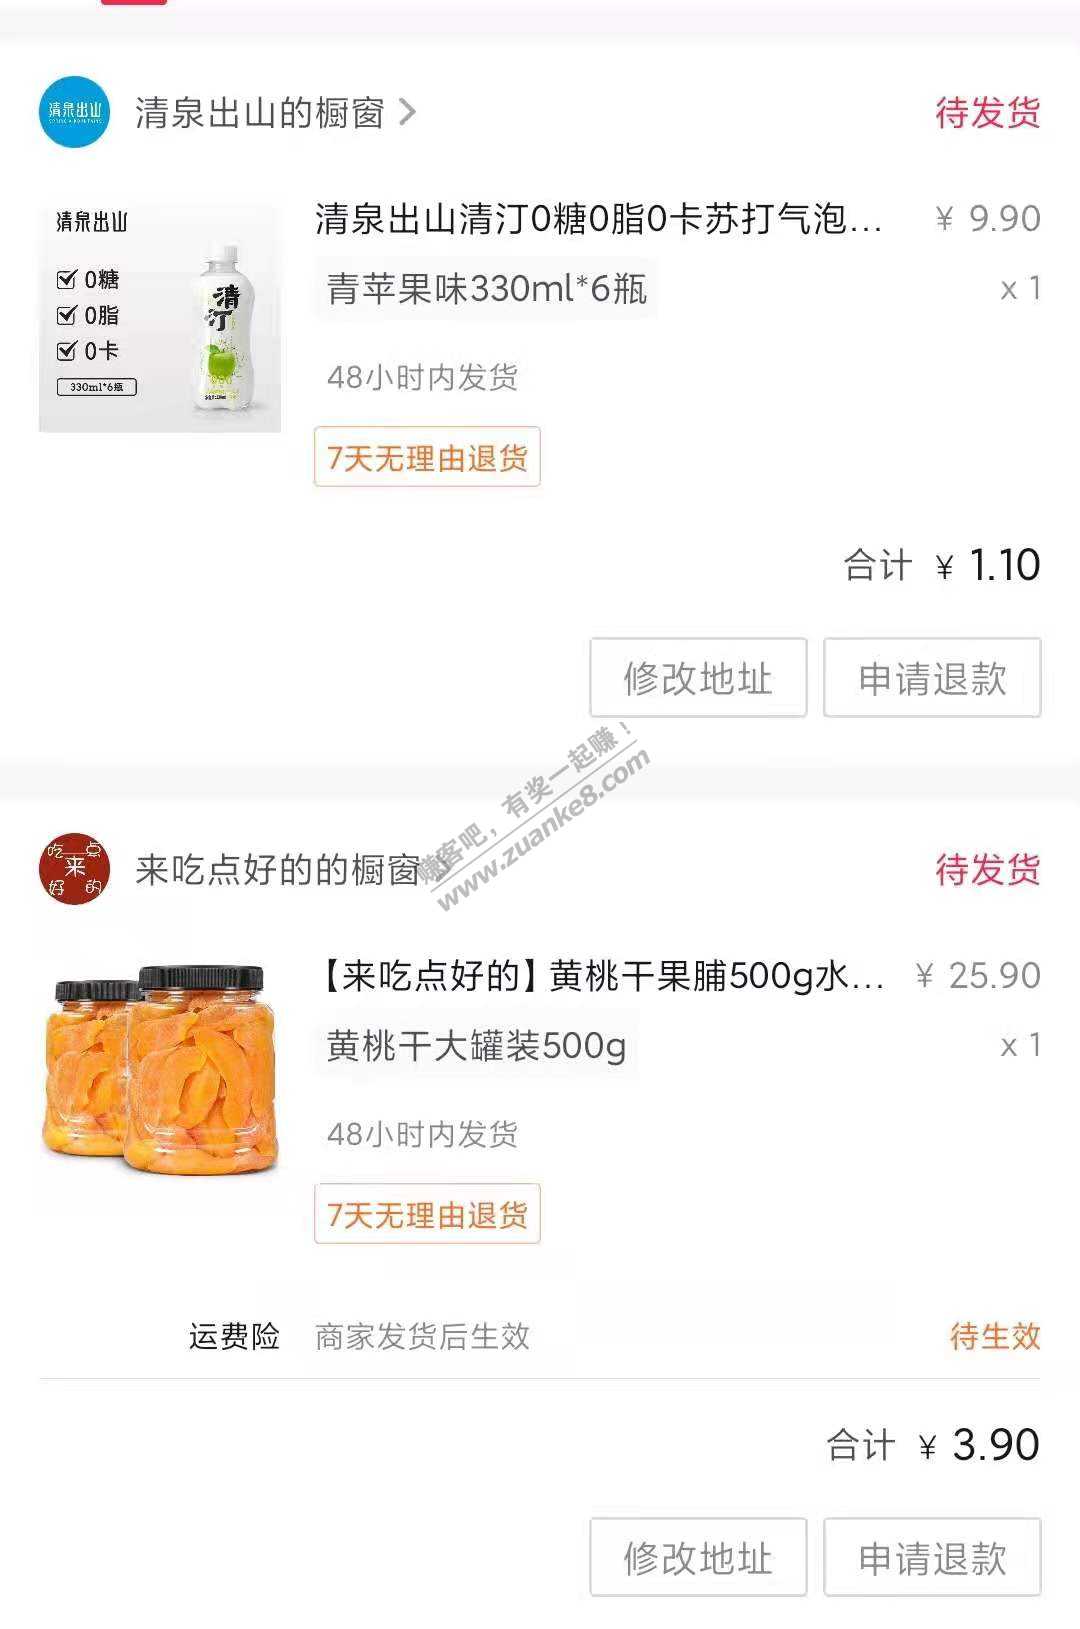 清泉出山
清泉出山的橱窗
待发货
清泉出山
0糖
0脂
0卡
330ml*6瓶
清汀
清泉出山清汀0糖0脂0卡苏打气泡...
¥ 9.90
青苹果味330ml*6瓶
x 1
48小时内发货
7天无理由退货
合计 ¥ 1.10
修改地址
申请退款
赚客吧，有奖一起赚！
www.zuanke8.com
来吃点好的
来吃点好的的橱窗
待发货
【来吃点好的】黄桃干果脯500g水...
¥ 25.90
黄桃干大罐装500g
x 1
48小时内发货
7天无理由退货
运费险
商家发货后生效
待生效
合计 ¥ 3.90
修改地址
申请退款